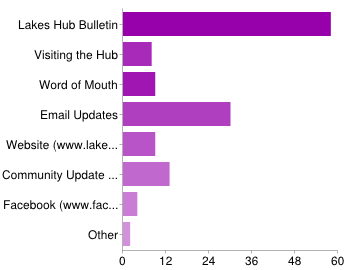 Lakes Hub Bulletin
Visiting the Hub
Word of Mouth
Email Updates
Website (www.lake...
Community Update ...
Facebook (www.fac...
Other
0 12 24 36 48 60